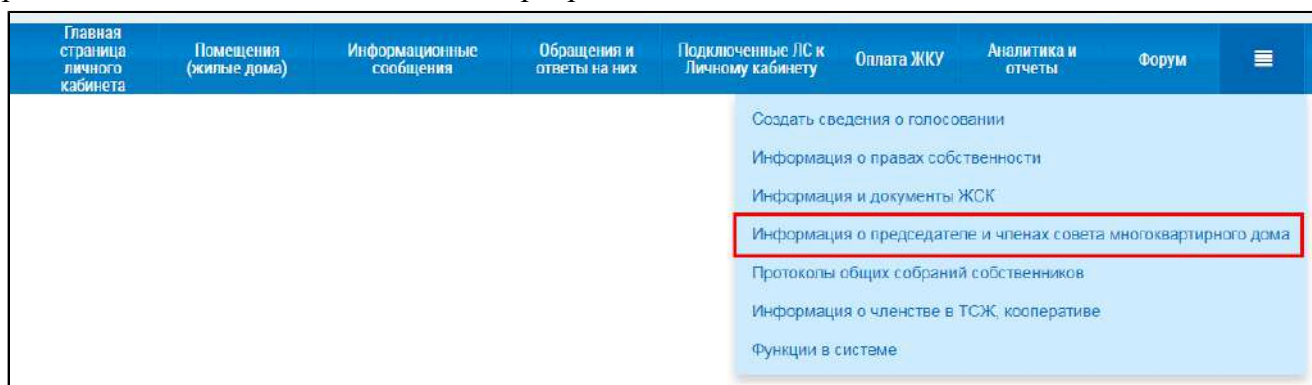 Главная
страница
личного
кабинета
Помещения
(жилые дома)
Информационные
сообщения
Обращения и
ответы на них
Подключенные ЛС к
Личному кабинету
Оплата ЖКУ
Аналитика и
отчеты
Форум
Создать сведения о голосовании
Информация о правах собственности
Информация и документы ЖСК
Информация о председателе и членах совета многоквартирного дома
Протоколы общих собраний собственников
Информация о членстве в ТСЖ, кооперативе
Функции в системе